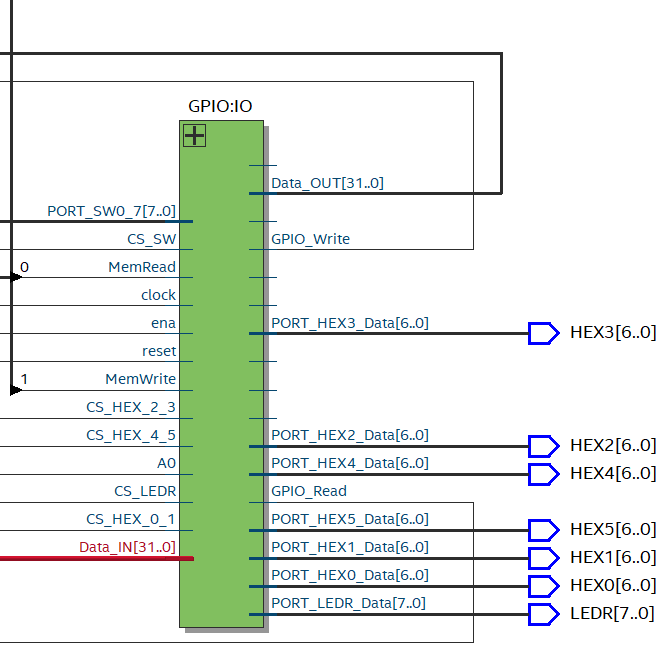 GPIO:IO
Data_OUT[31..0]
PORT_SW0_7[7..0]
CS_SW
GPIO_Write
0
MemRead
clock
ena
PORT_HEX3_Data[6..0]
HEX3[6..0]
reset
1
MemWrite
CS_HEX_2_3
CS_HEX_4_5
PORT_HEX2_Data[6..0]
HEX2[6..0]
A0
PORT_HEX4_Data[6..0]
HEX4[6..0]
CS_LEDR
GPIO_Read
CS_HEX_0_1
PORT_HEX5_Data[6..0]
HEX5[6..0]
Data_IN[31..0]
PORT_HEX1_Data[6..0]
HEX1[6..0]
PORT_HEX0_Data[6..0]
HEX0[6..0]
PORT_LEDR_Data[7..0]
LEDR[7..0]